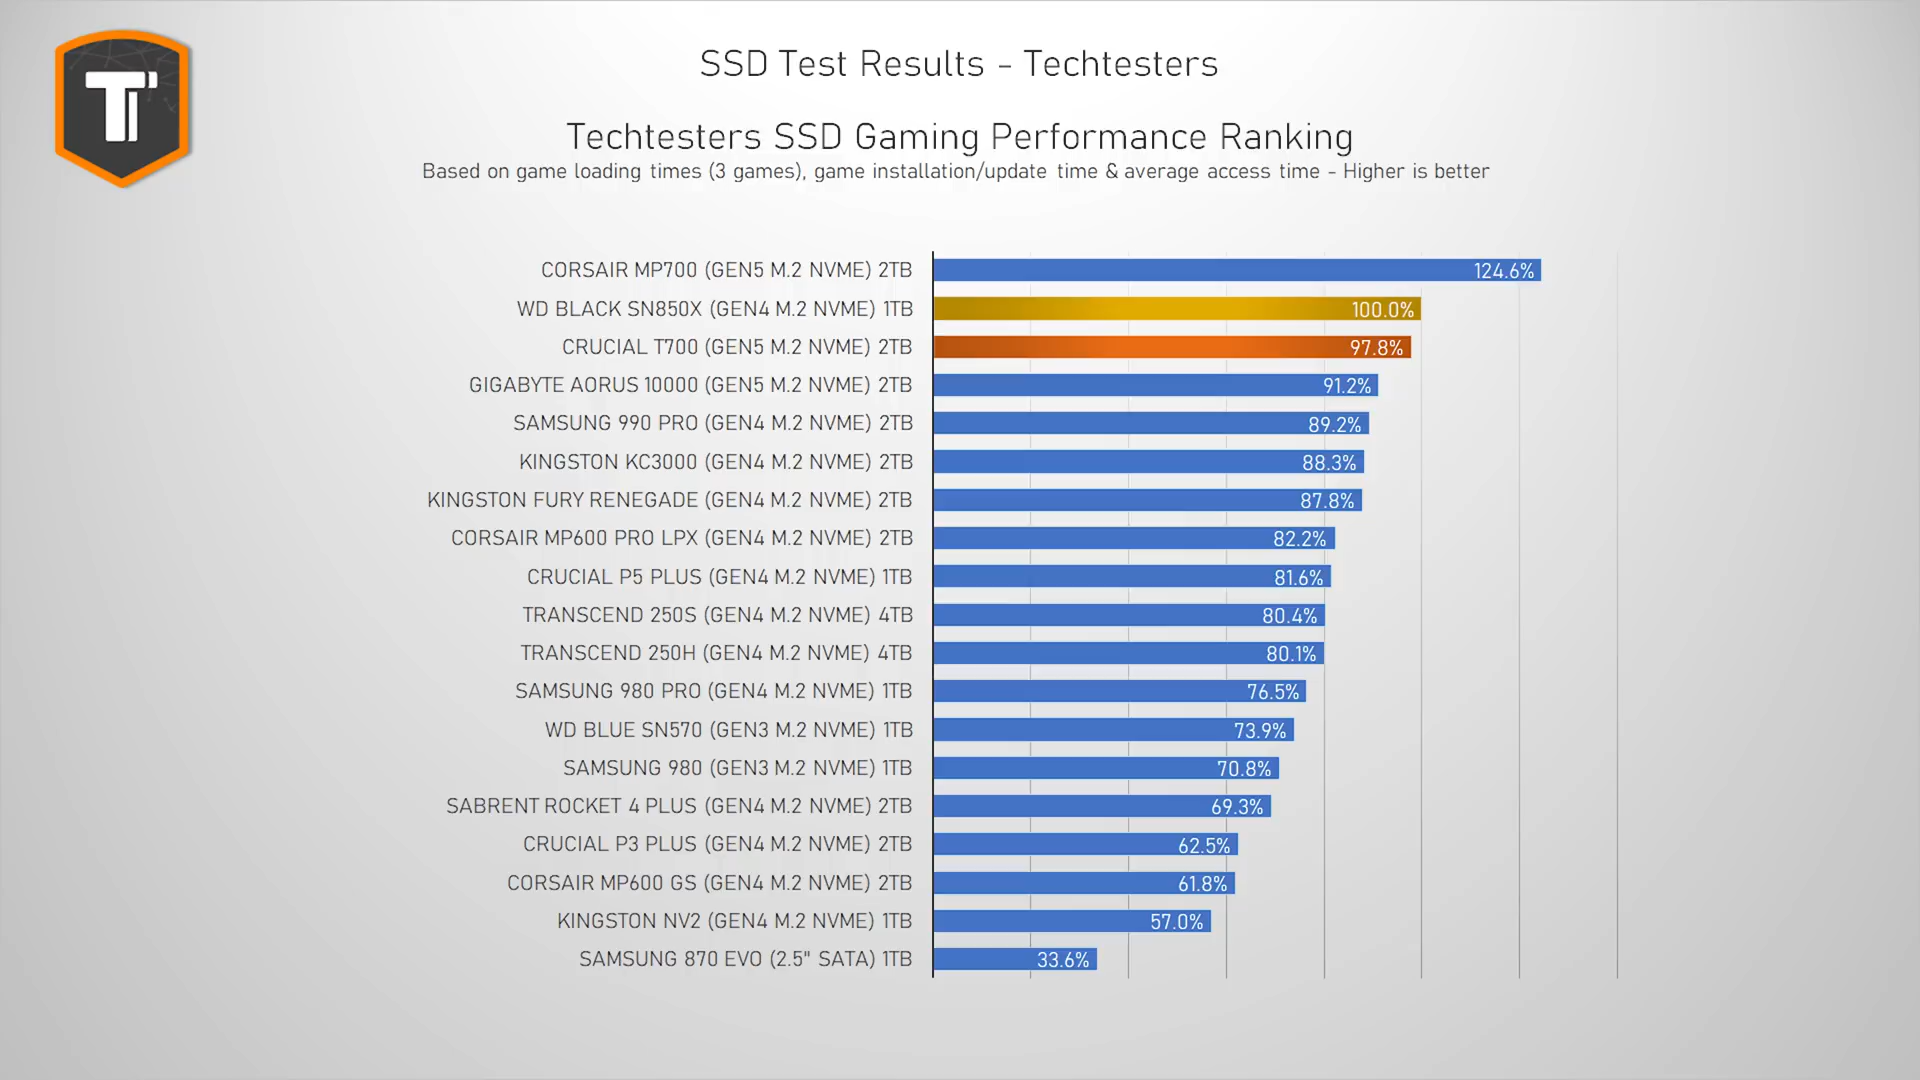 SSD Test Results - Techtesters
Techtesters SSD Gaming Performance Ranking
Based on game loading times (3 games), game installation/update time & average access time - Higher is better
CORSAIR MP700 (GEN5 M.2 NVME) 2TB 124.6%
WD BLACK SN850X (GEN4 M.2 NVME) 1TB 100.0%
CRUCIAL T700 (GEN5 M.2 NVME) 2TB 97.8%
GIGABYTE AORUS 10000 (GEN5 M.2 NVME) 2TB 91.2%
SAMSUNG 990 PRO (GEN4 M.2 NVME) 2TB 89.2%
KINGSTON KC3000 (GEN4 M.2 NVME) 2TB 88.3%
KINGSTON FURY RENEGADE (GEN4 M.2 NVME) 2TB 87.8%
CORSAIR MP600 PRO LPX (GEN4 M.2 NVME) 2TB 82.2%
CRUCIAL P5 PLUS (GEN4 M.2 NVME) 1TB 81.6%
TRANSCEND 250S (GEN4 M.2 NVME) 4TB 80.4%
TRANSCEND 250H (GEN4 M.2 NVME) 4TB 80.1%
SAMSUNG 980 PRO (GEN4 M.2 NVME) 1TB 76.5%
WD BLUE SN570 (GEN3 M.2 NVME) 1TB 73.9%
SAMSUNG 980 (GEN3 M.2 NVME) 1TB 70.8%
SABRENT ROCKET 4 PLUS (GEN4 M.2 NVME) 2TB 69.3%
CRUCIAL P3 PLUS (GEN4 M.2 NVME) 2TB 62.5%
CORSAIR MP600 GS (GEN4 M.2 NVME) 2TB 61.8%
KINGSTON NV2 (GEN4 M.2 NVME) 1TB 57.0%
SAMSUNG 870 EVO (2.5" SATA) 1TB 33.6%